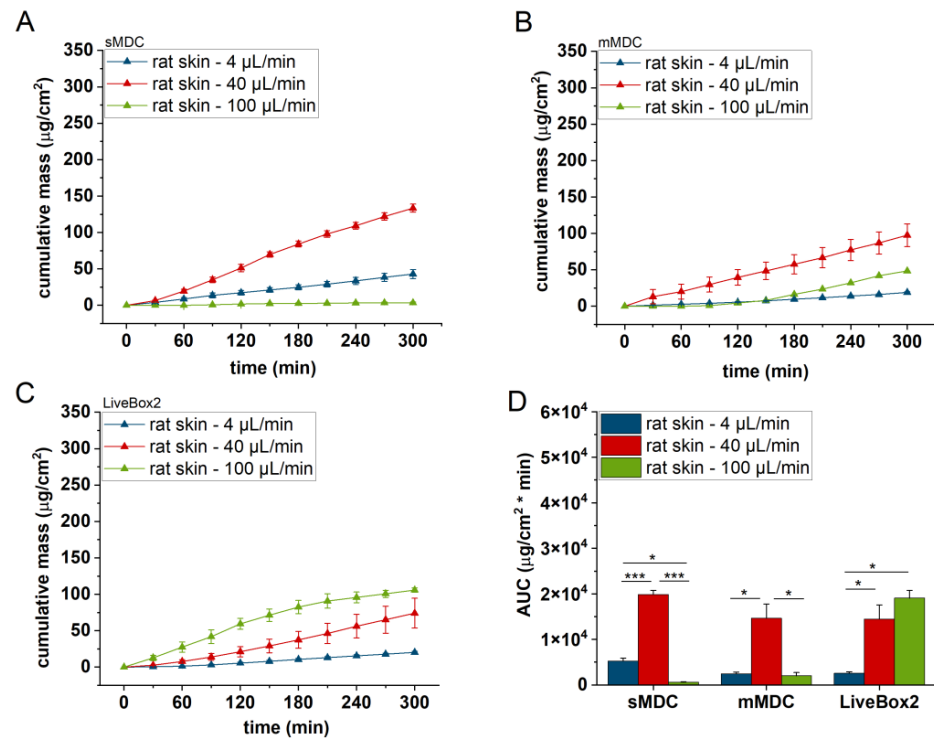 A
sMDC
rat skin - 4 µL/min
rat skin - 40 µL/min
rat skin - 100 µL/min
350
300
250
200
150
100
50
0
cumulative mass (µg/cm²)
0 60 120 180 240 300
time (min)
B
mMDC
rat skin - 4 µL/min
rat skin - 40 µL/min
rat skin - 100 µL/min
350
300
250
200
150
100
50
0
cumulative mass (µg/cm²)
0 60 120 180 240 300
time (min)
C
LiveBox2
rat skin - 4 µL/min
rat skin - 40 µL/min
rat skin - 100 µL/min
350
300
250
200
150
100
50
0
cumulative mass (µg/cm²)
0 60 120 180 240 300
time (min)
D
rat skin - 4 µL/min
rat skin - 40 µL/min
rat skin - 100 µL/min
6×10⁴
5×10⁴
4×10⁴
3×10⁴
2×10⁴
1×10⁴
0
AUC (µg/cm² * min)
*
*** ***
* *
*
*
sMDC mMDC LiveBox2